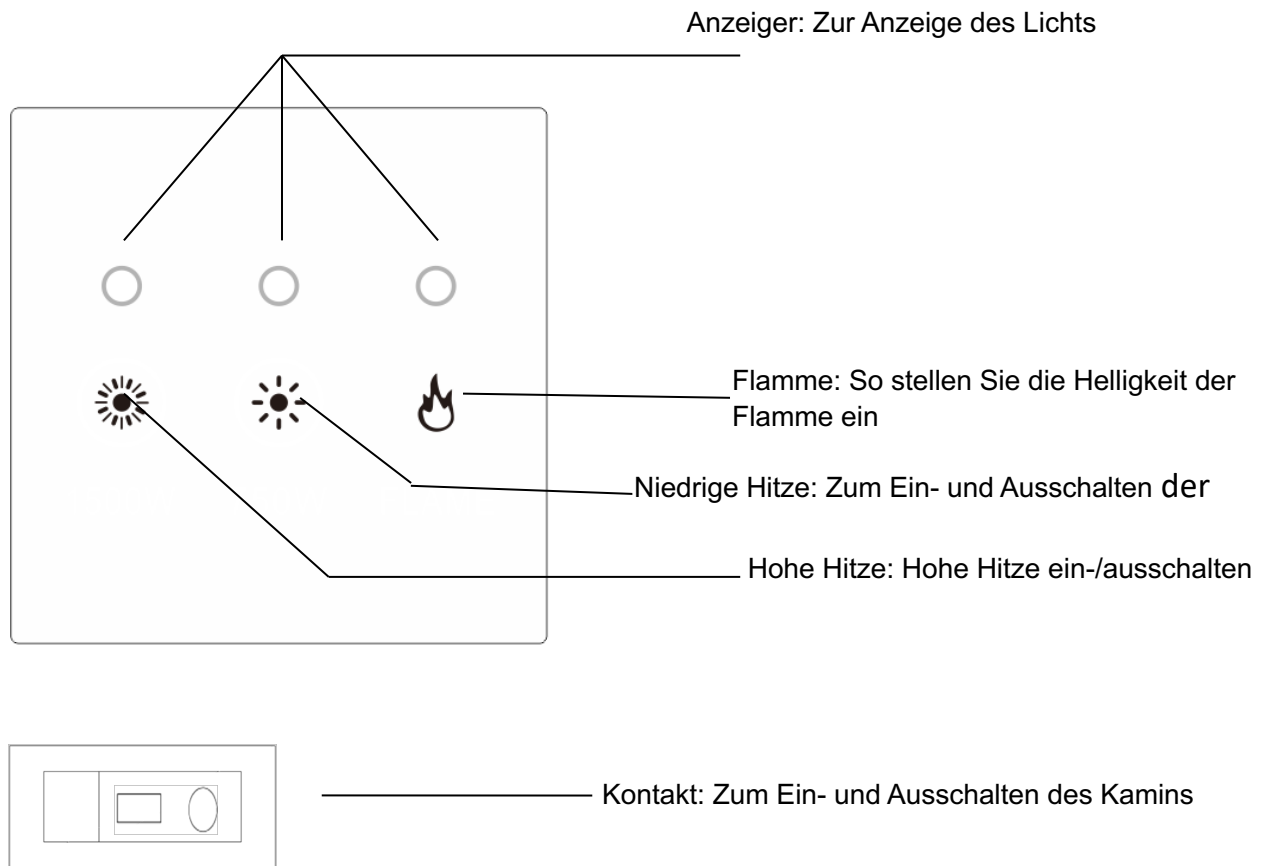 Anzeiger: Zur Anzeige des Lichts
Flamme: So stellen Sie die Helligkeit der
Flamme ein
Niedrige Hitze: Zum Ein- und Ausschalten der
Hohe Hitze: Hohe Hitze ein-/ausschalten
Kontakt: Zum Ein- und Ausschalten des Kamins